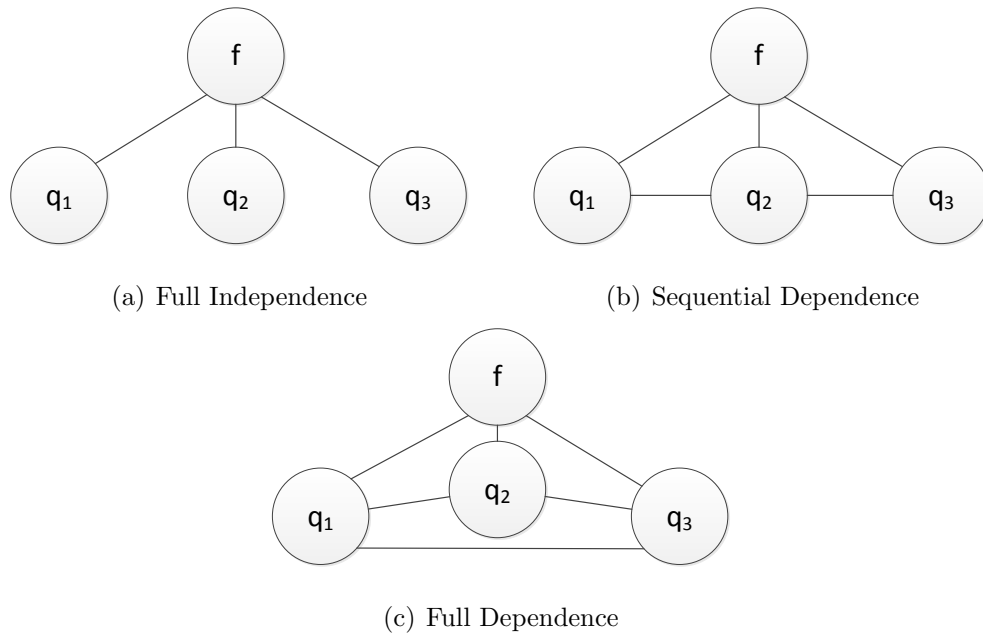 f
f
q₁
q₂
q₃
q₁
q₂
q₃
(a) Full Independence
(b) Sequential Dependence
f
q₂
q₁
q₃
(c) Full Dependence